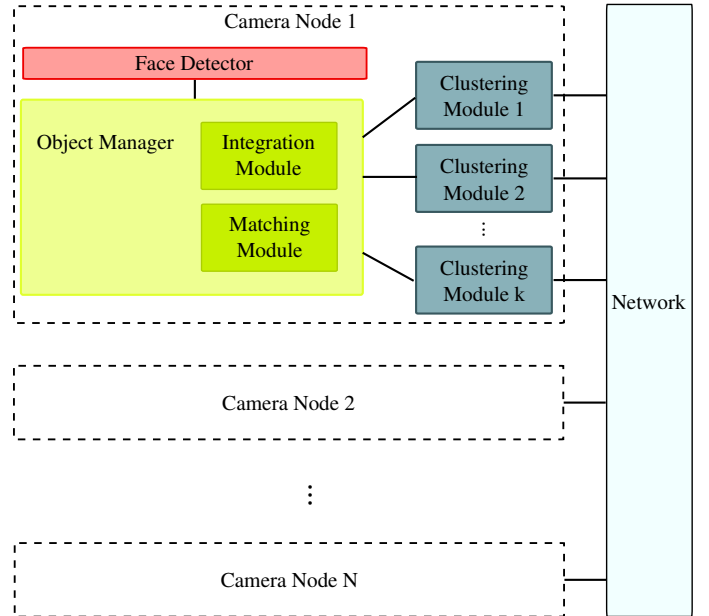 Camera Node 1
Face Detector
Object Manager
Integration
Module
Matching
Module
Clustering
Module 1
Clustering
Module 2
⋮
Clustering
Module k
Network
Camera Node 2
⋮
Camera Node N